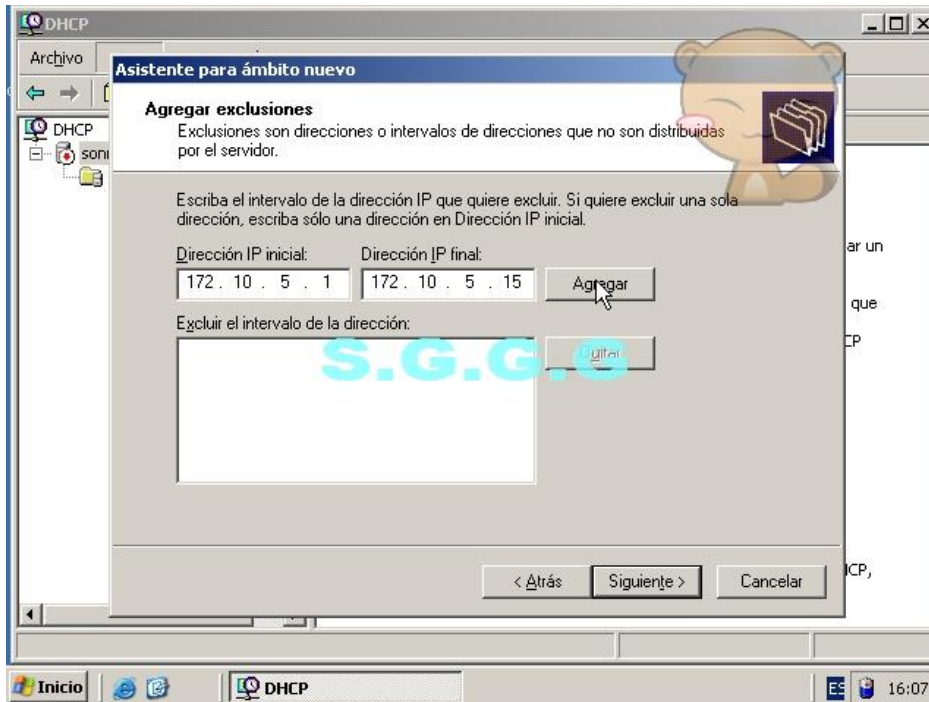 DHCP
Archivo
Asistente para ámbito nuevo
Agregar exclusiones
Exclusiones son direcciones o intervalos de direcciones que no son distribuidas
por el servidor.
DHCP
Escriba el intervalo de la dirección IP que quiere excluir. Si quiere excluir una sola
dirección, escriba sólo una dirección en Dirección IP inicial.
ar un
Dirección IP inicial:
Dirección IP final:
172 . 10 . 5 . 1
172 . 10 . 5 . 15
Agregar
que
Excluir el intervalo de la dirección:
S.G.G.G
< Atrás
Siguiente >
Cancelar
Inicio
DHCP
ES
16:07